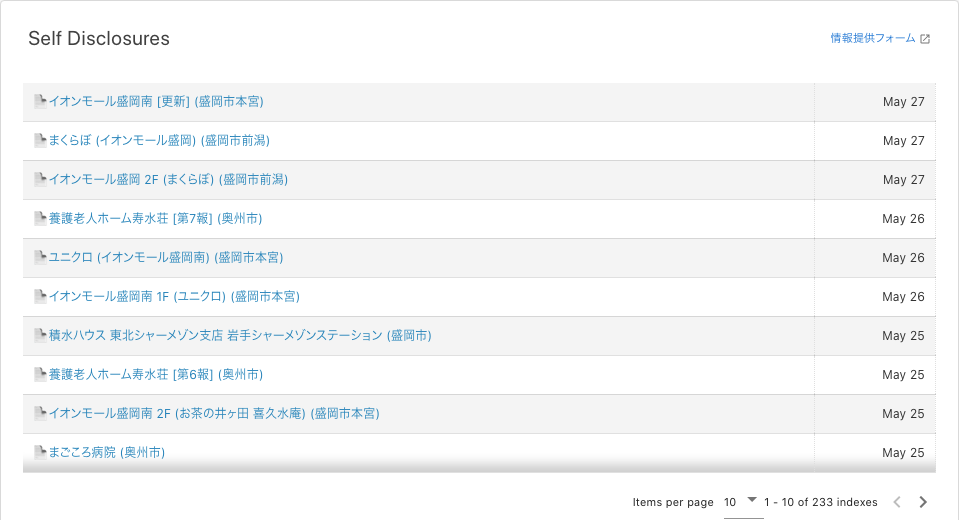 Self Disclosures
情報提供フォーム
イオンモール盛岡南 [更新] (盛岡市本宮) May 27
まくらぼ (イオンモール盛岡) (盛岡市前潟) May 27
イオンモール盛岡 2F (まくらぼ) (盛岡市前潟) May 27
養護老人ホーム寿水荘 [第7報] (奥州市) May 26
ユニクロ (イオンモール盛岡南) (盛岡市本宮) May 26
イオンモール盛岡南 1F (ユニクロ) (盛岡市本宮) May 26
積水ハウス 東北シャーメゾン支店 岩手シャーメゾンステーション (盛岡市) May 25
養護老人ホーム寿水荘 [第6報] (奥州市) May 25
イオンモール盛岡南 2F (お茶の井ヶ田 喜久水庵) (盛岡市本宮) May 25
まごころ病院 (奥州市) May 25
Items per page 10 1 - 10 of 233 indexes